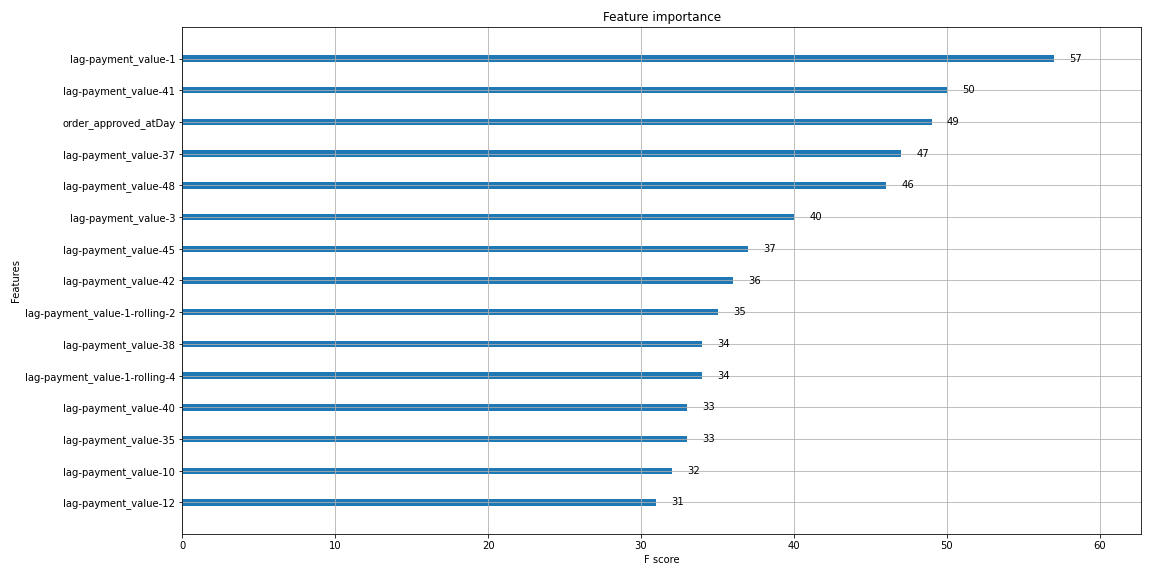 Feature importance
lag-payment_value-1 57
lag-payment_value-41 50
order_approved_atDay 49
lag-payment_value-37 47
lag-payment_value-48 46
lag-payment_value-3 40
lag-payment_value-45 37
lag-payment_value-42 36
lag-payment_value-1-rolling-2 35
lag-payment_value-38 34
lag-payment_value-1-rolling-4 34
lag-payment_value-40 33
lag-payment_value-35 33
lag-payment_value-10 32
lag-payment_value-12 31
Features
0 10 20 30 40 50 60
F score